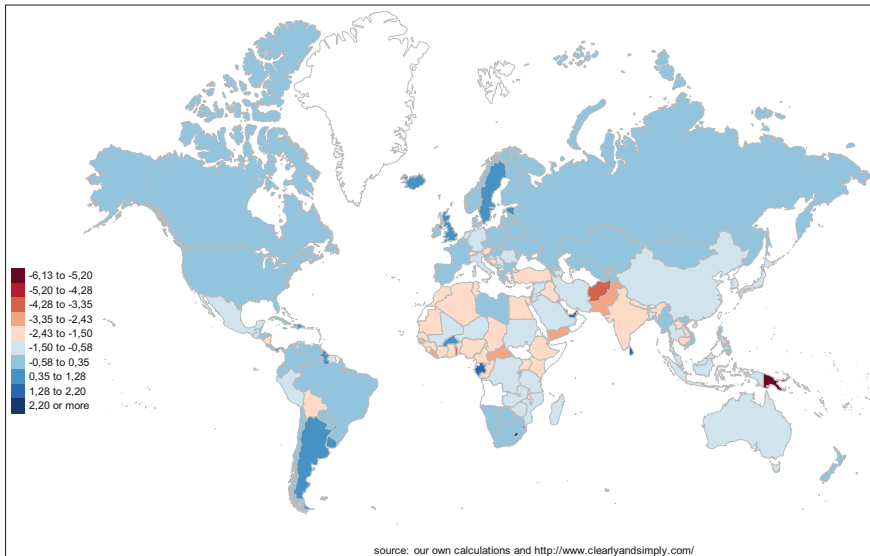 -6,13 to -5,20
-5,20 to -4,28
-4,28 to -3,35
-3,35 to -2,43
-2,43 to -1,50
-1,50 to -0,58
-0,58 to 0,35
0,35 to 1,28
1,28 to 2,20
2,20 or more
source: our own calculations and http://www.clearlyandsimply.com/